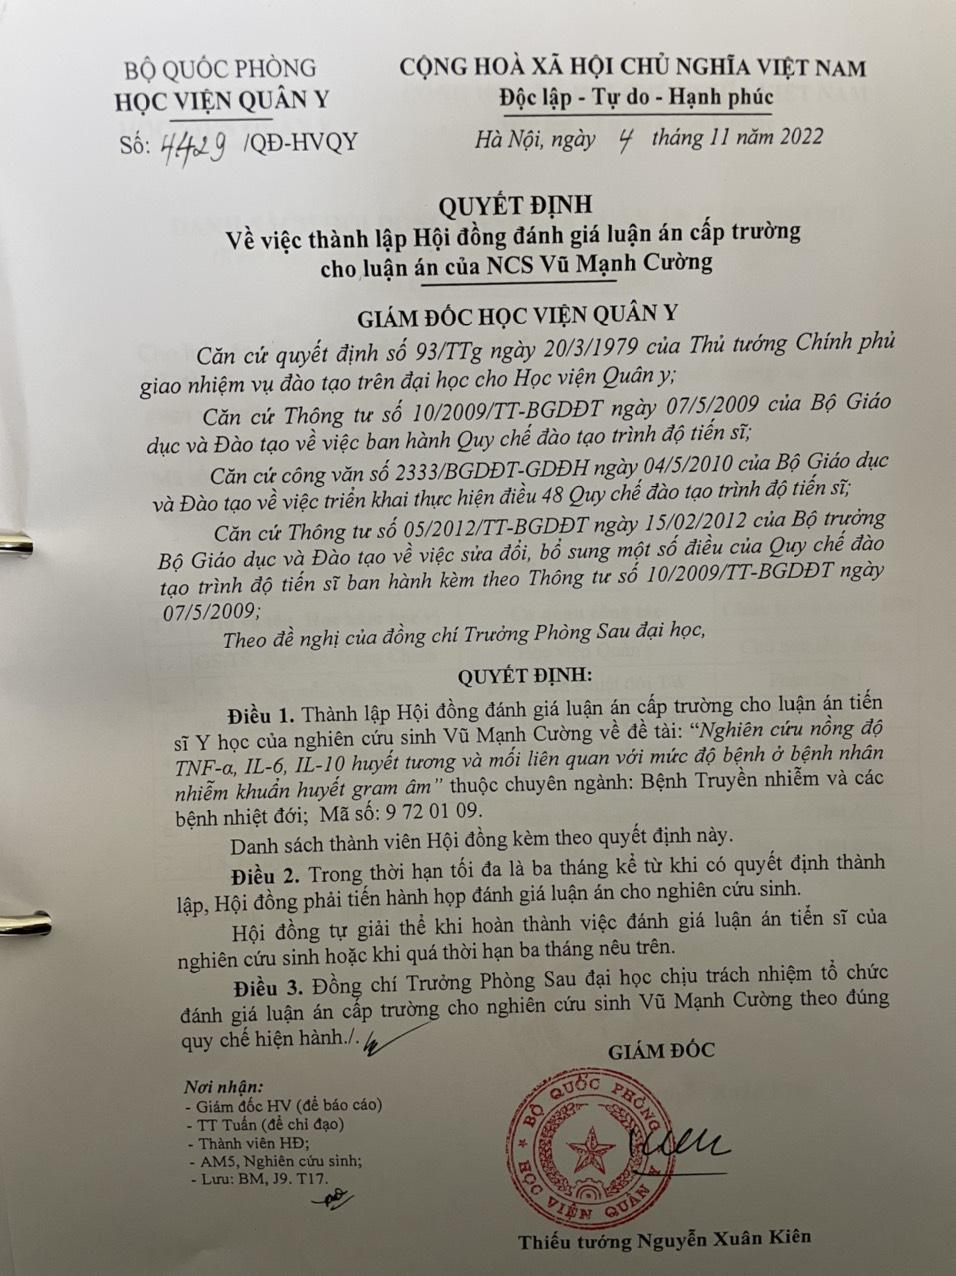 BỘ QUỐC PHÒNG
HỌC VIỆN QUÂN Y
Số: 4429 /QĐ-HVQY
CỘNG HOÀ XÃ HỘI CHỦ NGHĨA VIỆT NAM
Độc lập - Tự do - Hạnh phúc
Hà Nội, ngày 4 tháng 11 năm 2022
QUYẾT ĐỊNH
Về việc thành lập Hội đồng đánh giá luận án cấp trường
cho luận án của NCS Vũ Mạnh Cường
GIÁM ĐỐC HỌC VIỆN QUÂN Y
Căn cứ quyết định số 93/TTg ngày 20/3/1979 của Thủ tướng Chính phủ
giao nhiệm vụ đào tạo trên đại học cho Học viện Quân y;
Căn cứ Thông tư số 10/2009/TT-BGDĐT ngày 07/5/2009 của Bộ Giáo
dục và Đào tạo về việc ban hành Quy chế đào tạo trình độ tiến sĩ;
Căn cứ công văn số 2333/BGDĐT-GDĐH ngày 04/5/2010 của Bộ Giáo dục
và Đào tạo về việc triển khai thực hiện điều 48 Quy chế đào tạo trình độ tiến sĩ;
Căn cứ Thông tư số 05/2012/TT-BGDĐT ngày 15/02/2012 của Bộ trưởng
Bộ Giáo dục và Đào tạo về việc sửa đổi, bổ sung một số điều của Quy chế đào
tạo trình độ tiến sĩ ban hành kèm theo Thông tư số 10/2009/TT-BGDĐT ngày
07/5/2009;
Theo đề nghị của đồng chí Trưởng Phòng Sau đại học,
QUYẾT ĐỊNH:
Điều 1. Thành lập Hội đồng đánh giá luận án cấp trường cho luận án tiến
sĩ Y học của nghiên cứu sinh Vũ Mạnh Cường về đề tài: “Nghiên cứu nồng độ
TNF-α, IL-6, IL-10 huyết tương và mối liên quan với mức độ bệnh ở bệnh nhân
nhiễm khuẩn huyết gram âm” thuộc chuyên ngành: Bệnh Truyền nhiễm và các
bệnh nhiệt đới; Mã số: 9 72 01 09.
Danh sách thành viên Hội đồng kèm theo quyết định này.
Điều 2. Trong thời hạn tối đa là ba tháng kể từ khi có quyết định thành
lập, Hội đồng phải tiến hành họp đánh giá luận án cho nghiên cứu sinh.
Hội đồng tự giải thể khi hoàn thành việc đánh giá luận án tiến sĩ của
nghiên cứu sinh hoặc khi quá thời hạn ba tháng nêu trên.
Điều 3. Đồng chí Trưởng Phòng Sau đại học chịu trách nhiệm tổ chức
đánh giá luận án cấp trường cho nghiên cứu sinh Vũ Mạnh Cường theo đúng
quy chế hiện hành./.
Nơi nhận:
- Giám đốc HV (để báo cáo)
- TT Tuấn (để chỉ đạo)
- Thành viên HĐ;
- AM5, Nghiên cứu sinh;
- Lưu: BM, J9. T17.
GIÁM ĐỐC
BỘ QUỐC PHÒNG
HỌC VIỆN QUÂN Y
Thiếu tướng Nguyễn Xuân Kiên